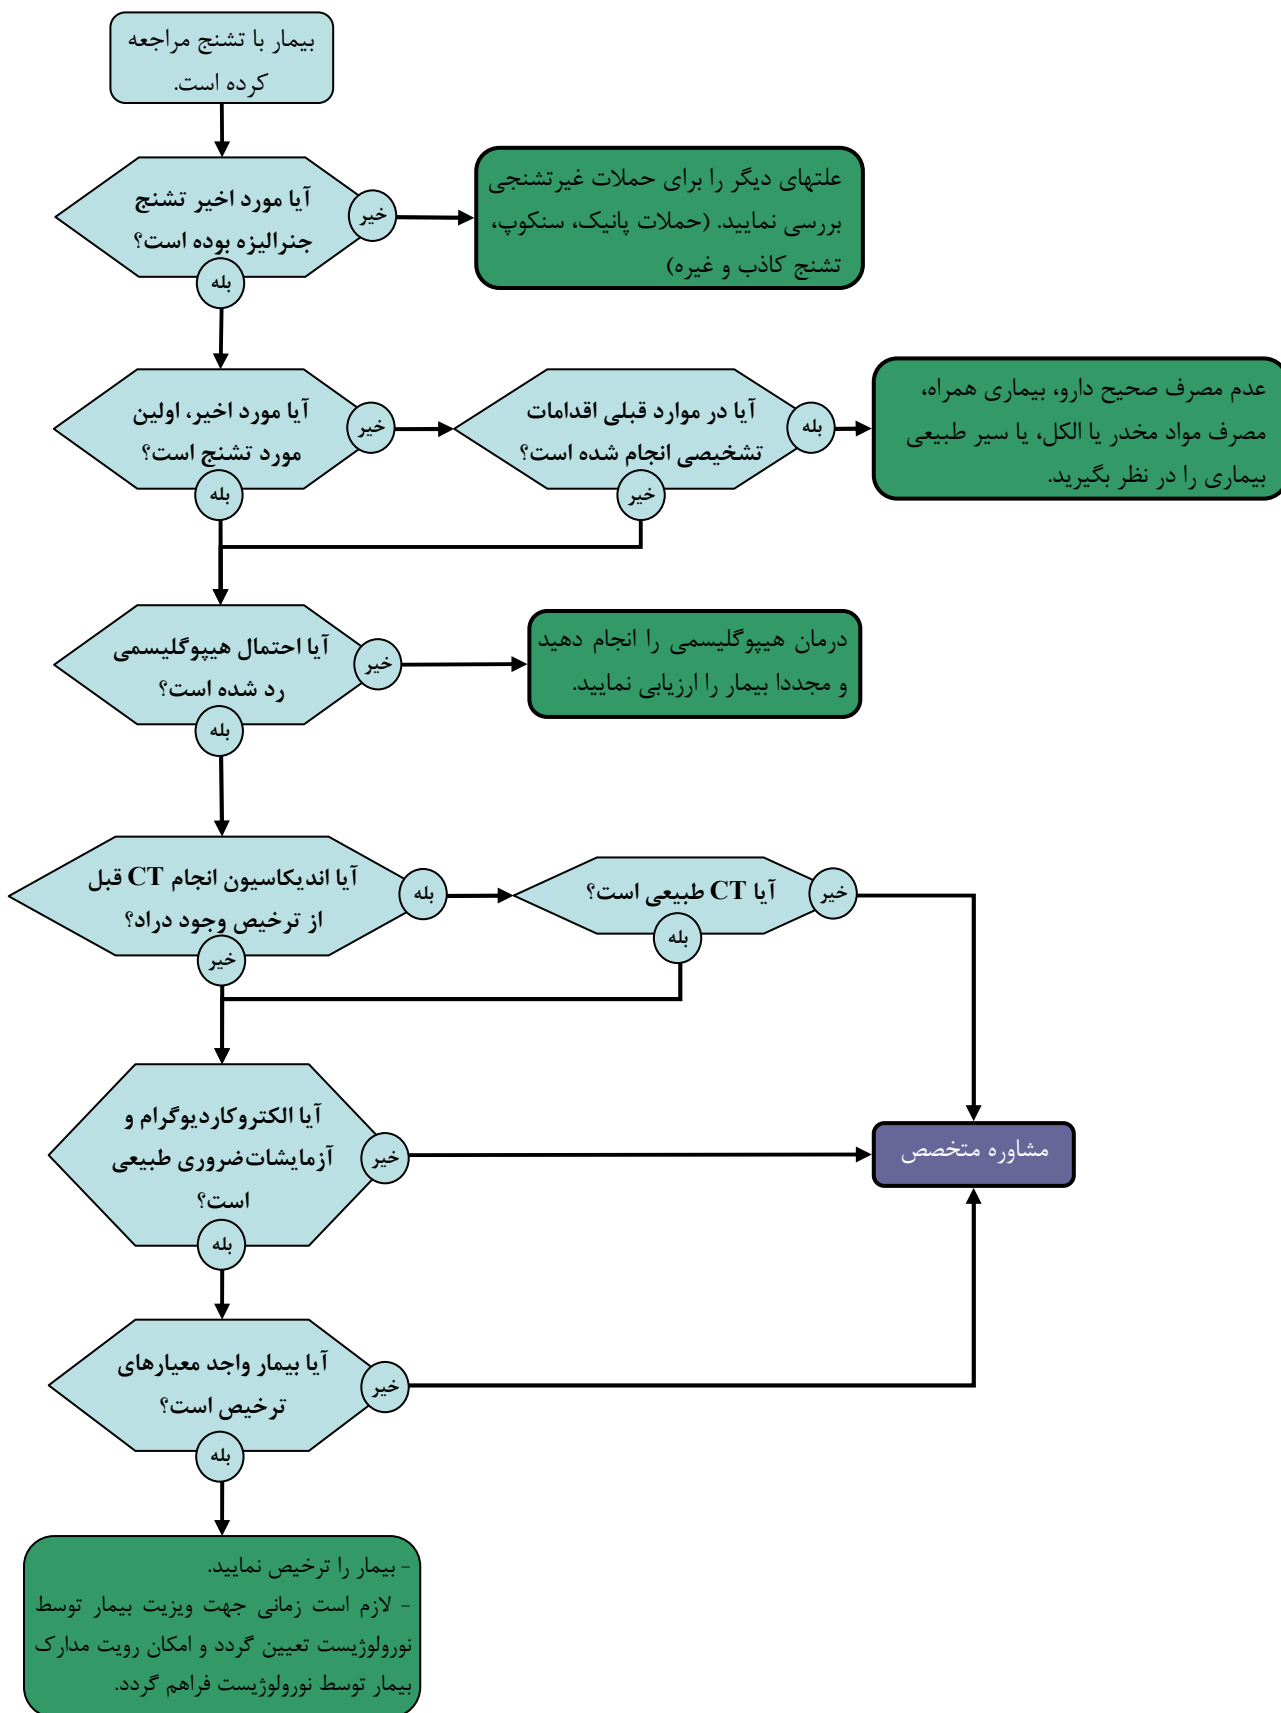 بیمار با تشنج مراجعه
کرده است.
آیا مورد اخیر تشنج
جنرالیزه بوده است؟
خیر
بله
علتهای دیگر را برای حملات غیرتشنجی
بررسی نمایید. (حملات پانیک، سنکوپ،
تشنج کاذب و غیره)
آیا مورد اخیر، اولین
مورد تشنج است؟
خیر
بله
آیا در موارد قبلی اقدامات
تشخیصی انجام شده است؟
بله
خیر
عدم مصرف صحیح دارو، بیماری همراه،
مصرف مواد مخدر یا الکل، یا سیر طبیعی
بیماری را در نظر بگیرید.
آیا احتمال هیپوگلیسمی
رد شده است؟
خیر
بله
درمان هیپوگلیسمی را انجام دهید
و مجددا بیمار را ارزیابی نمایید.
آیا اندیکاسیون انجام CT قبل
از ترخیص وجود دراد؟
بله
خیر
آیا CT طبیعی است؟
خیر
بله
آیا الکتروکاردیوگرام و
آزمایشات ضروری طبیعی
است؟
خیر
بله
مشاوره متخصص
آیا بیمار واجد معیارهای
ترخیص است؟
خیر
بله
- بیمار را ترخیص نمایید.
- لازم است زمانی جهت ویزیت بیمار توسط
نورولوژیست تعیین گردد و امکان رویت مدارک
بیمار توسط نورولوژیست فراهم گردد.